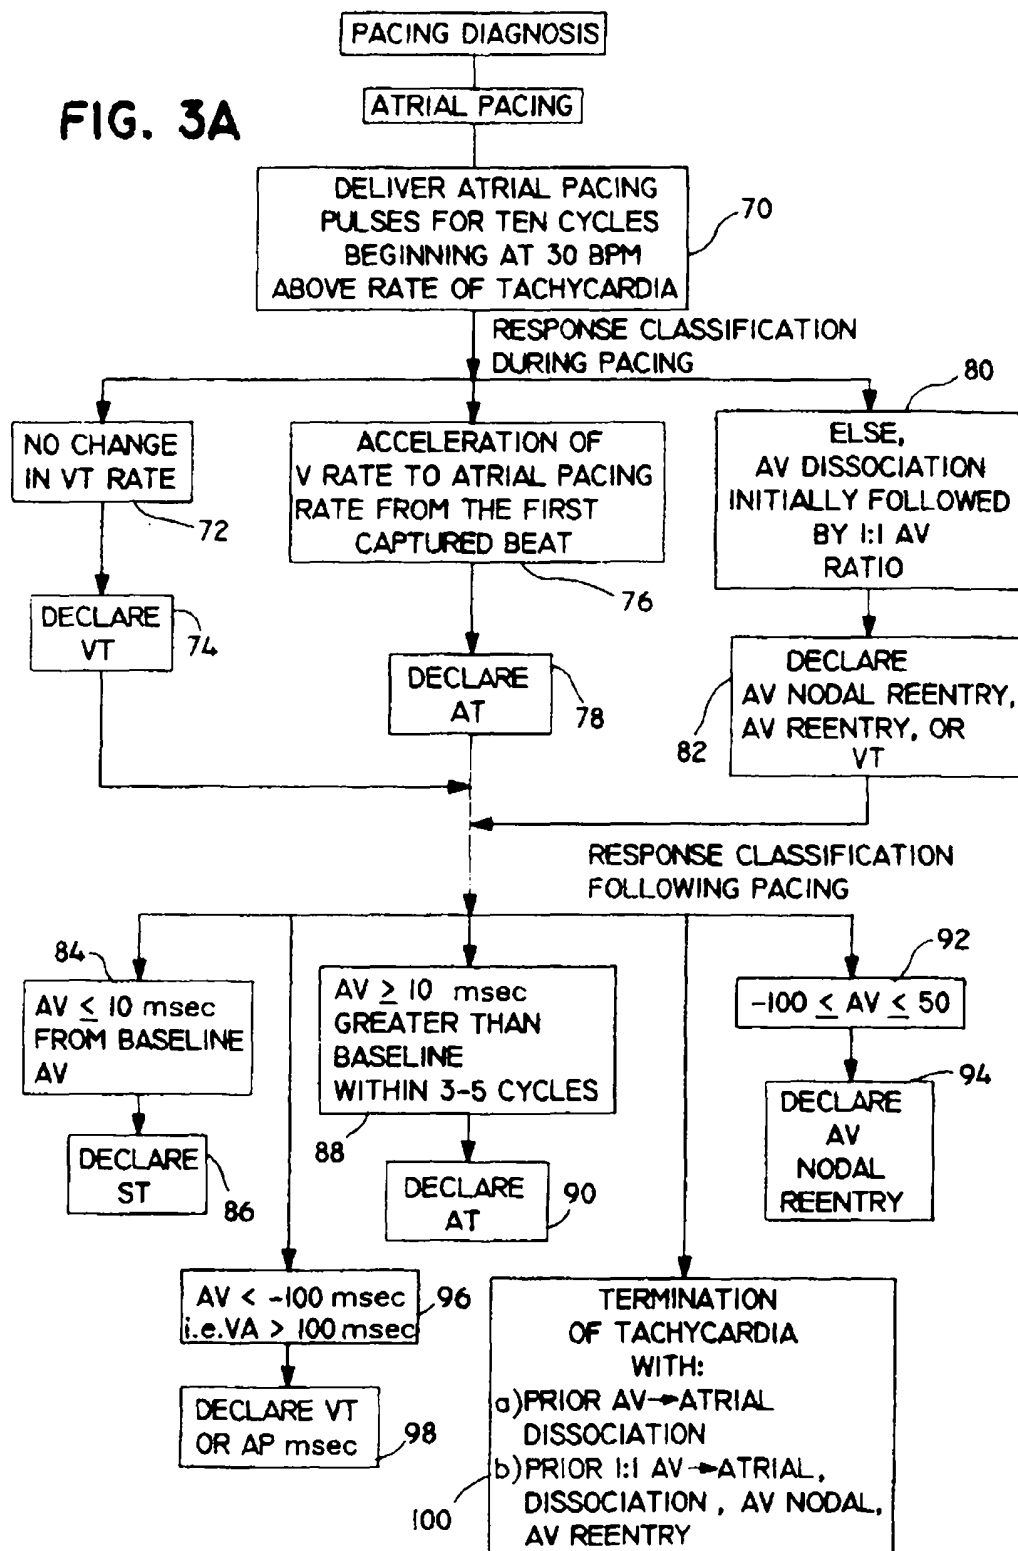 PACING DIAGNOSIS
FIG. 3A
ATRIAL PACING
DELIVER ATRIAL PACING
PULSES FOR TEN CYCLES
BEGINNING AT 30 BPM
ABOVE RATE OF TACHYCARDIA
70
RESPONSE CLASSIFICATION
DURING PACING
NO CHANGE
IN VT RATE
72
ACCELERATION OF
V RATE TO ATRIAL PACING
RATE FROM THE FIRST
CAPTURED BEAT
76
80
ELSE,
AV DISSOCIATION
INITIALLY FOLLOWED
BY 1:1 AV
RATIO
DECLARE
VT
74
DECLARE
AT
78
DECLARE
AV NODAL REENTRY,
AV REENTRY, OR
VT
82
RESPONSE CLASSIFICATION
FOLLOWING PACING
84
AV ≤ 10 msec
FROM BASELINE
AV
DECLARE
ST
86
AV ≥ 10 msec
GREATER THAN
BASELINE
WITHIN 3-5 CYCLES
88
DECLARE
AT
90
92
-100 ≤ AV ≤ 50
94
DECLARE
AV
NODAL
REENTRY
AV < -100 msec
i.e.VA > 100 msec
96
DECLARE VT
OR AP msec
98
TERMINATION
OF TACHYCARDIA
WITH:
a)PRIOR AV→ATRIAL
DISSOCIATION
b)PRIOR 1:1 AV→ATRIAL,
DISSOCIATION, AV NODAL,
AV REENTRY
100